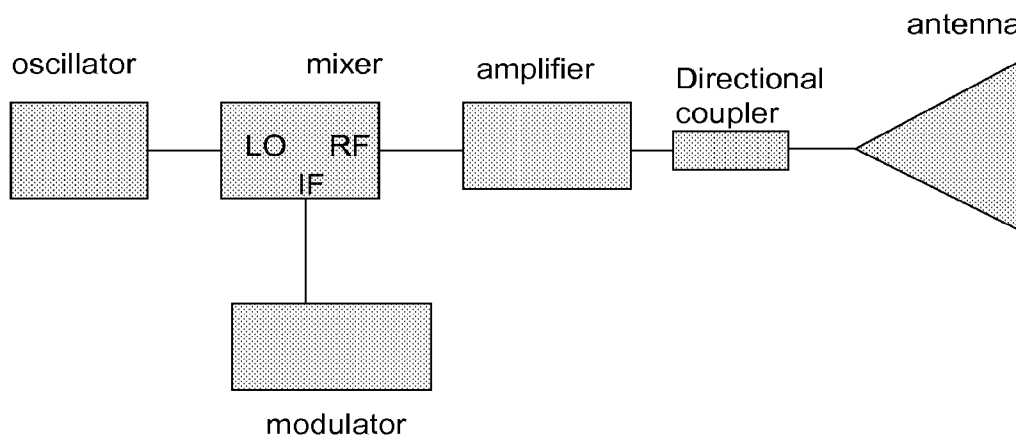 antenna
oscillator
mixer
amplifier
Directional
coupler
LO
RF
IF
modulator